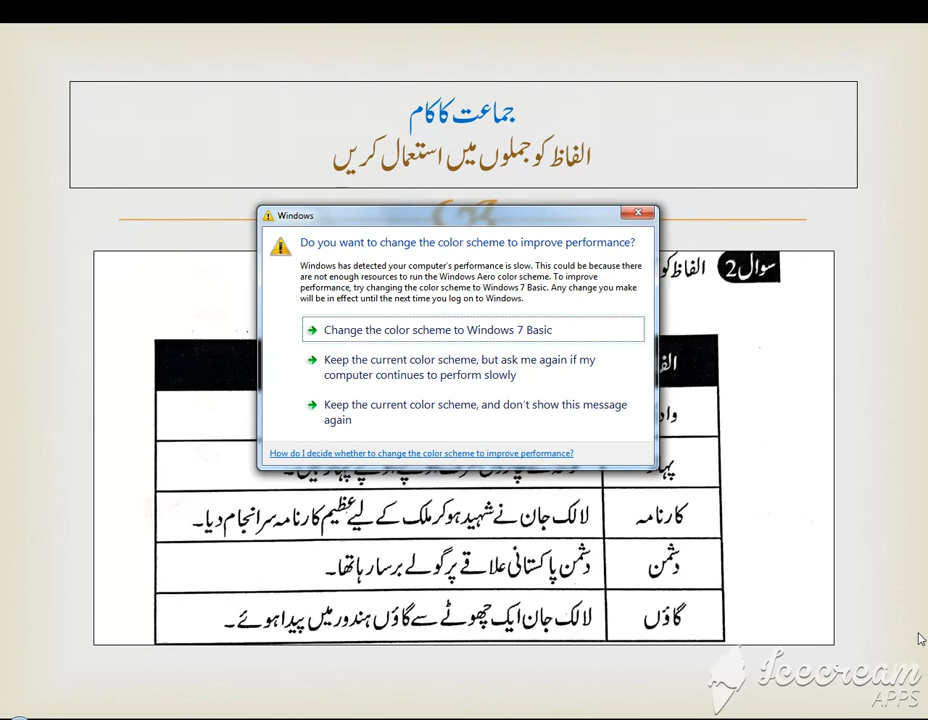 جماعت کا کام
الفاظ کو جملوں میں استعمال کریں
Windows
Do you want to change the color scheme to improve performance?
Windows has detected your computer's performance is slow. This could be because there
are not enough resources to run the Windows Aero color scheme. To improve
performance, try changing the color scheme to Windows 7 Basic. Any change you make
will be in effect until the next time you log on to Windows.
Change the color scheme to Windows 7 Basic
Keep the current color scheme, but ask me again if my
computer continues to perform slowly
Keep the current color scheme, and don't show this message
again
How do I decide whether to change the color scheme to improve performance?
سوال 2 الفاظ کو
کارنامہ لالک جان نے شہید ہو کر ملک کے لیے عظیم کارنامہ سرانجام دیا۔
دشمن دشمن پاکستانی علاقے پر گولے برسا رہا تھا۔
گاؤں لالک جان ایک چھوٹے سے گاؤں ہندور میں پیدا ہوئے۔
Icecream
APPS